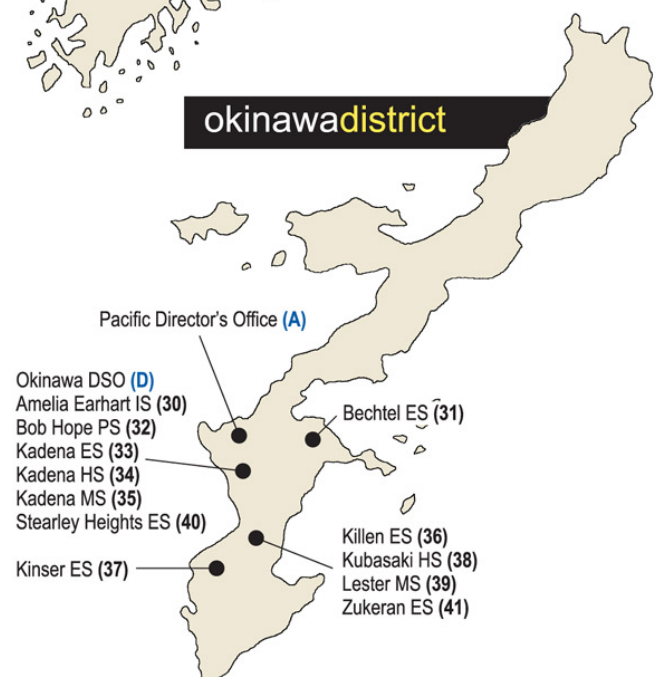 okinawadistrict
Pacific Director's Office (A)
Okinawa DSO (D)
Amelia Earhart IS (30)
Bob Hope PS (32)
Kadena ES (33)
Kadena HS (34)
Kadena MS (35)
Stearley Heights ES (40)
Bechtel ES (31)
Kinser ES (37)
Killen ES (36)
Kubasaki HS (38)
Lester MS (39)
Zukeran ES (41)